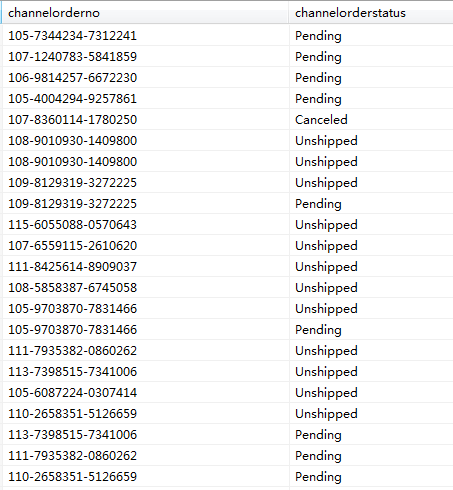 channelorderno channelorderstatus
105-7344234-7312241 Pending
107-1240783-5841859 Pending
106-9814257-6672230 Pending
105-4004294-9257861 Pending
107-8360114-1780250 Canceled
108-9010930-1409800 Unshipped
108-9010930-1409800 Unshipped
109-8129319-3272225 Unshipped
109-8129319-3272225 Pending
115-6055088-0570643 Unshipped
107-6559115-2610620 Unshipped
111-8425614-8909037 Unshipped
108-5858387-6745058 Unshipped
105-9703870-7831466 Unshipped
105-9703870-7831466 Pending
111-7935382-0860262 Unshipped
113-7398515-7341006 Unshipped
105-6087224-0307414 Unshipped
110-2658351-5126659 Unshipped
113-7398515-7341006 Pending
111-7935382-0860262 Pending
110-2658351-5126659 Pending